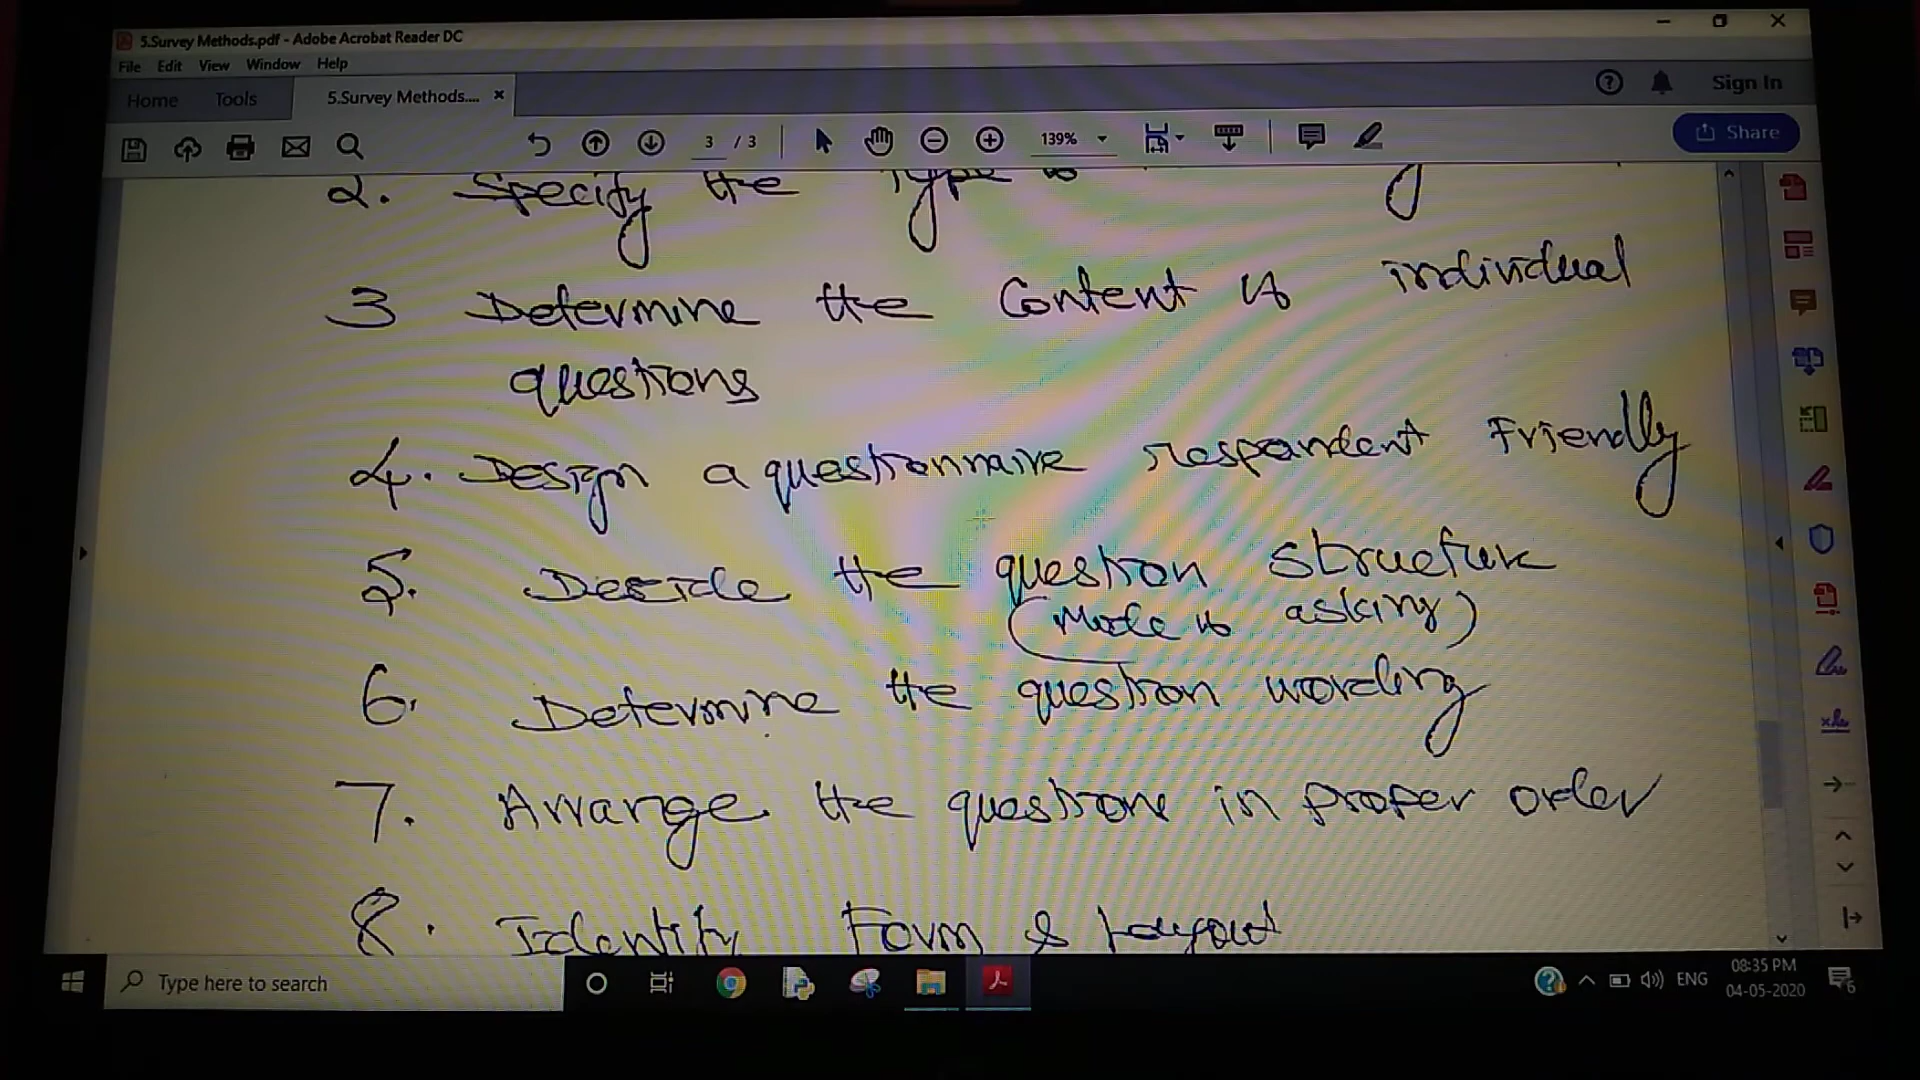 5.Survey Methods.pdf - Adobe Acrobat Reader DC
File Edit View Window Help
Home Tools 5.Survey Methods.... × Sign In
3 / 3 139% Share
2. Specify the Type of
3 Determine the Content of individual
questions
4. Design a questionnaire respondent Friendly
5. Decide the question structure
(Mode of asking)
6. Determine the question wording
7. Arrange the questions in proper order
8. Identify Form & Layout
Type here to search
ENG
08:35 PM
04-05-2020
6